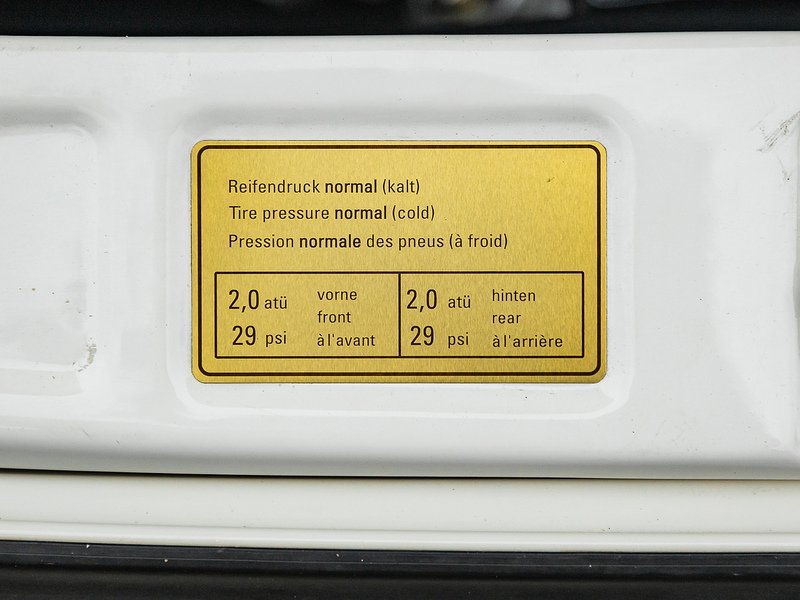 Reifendruck normal (kalt)
Tire pressure normal (cold)
Pression normale des pneus (à froid)
2,0 atü vorne
front
29 psi à l'avant
2,0 atü hinten
rear
29 psi à l'arrière